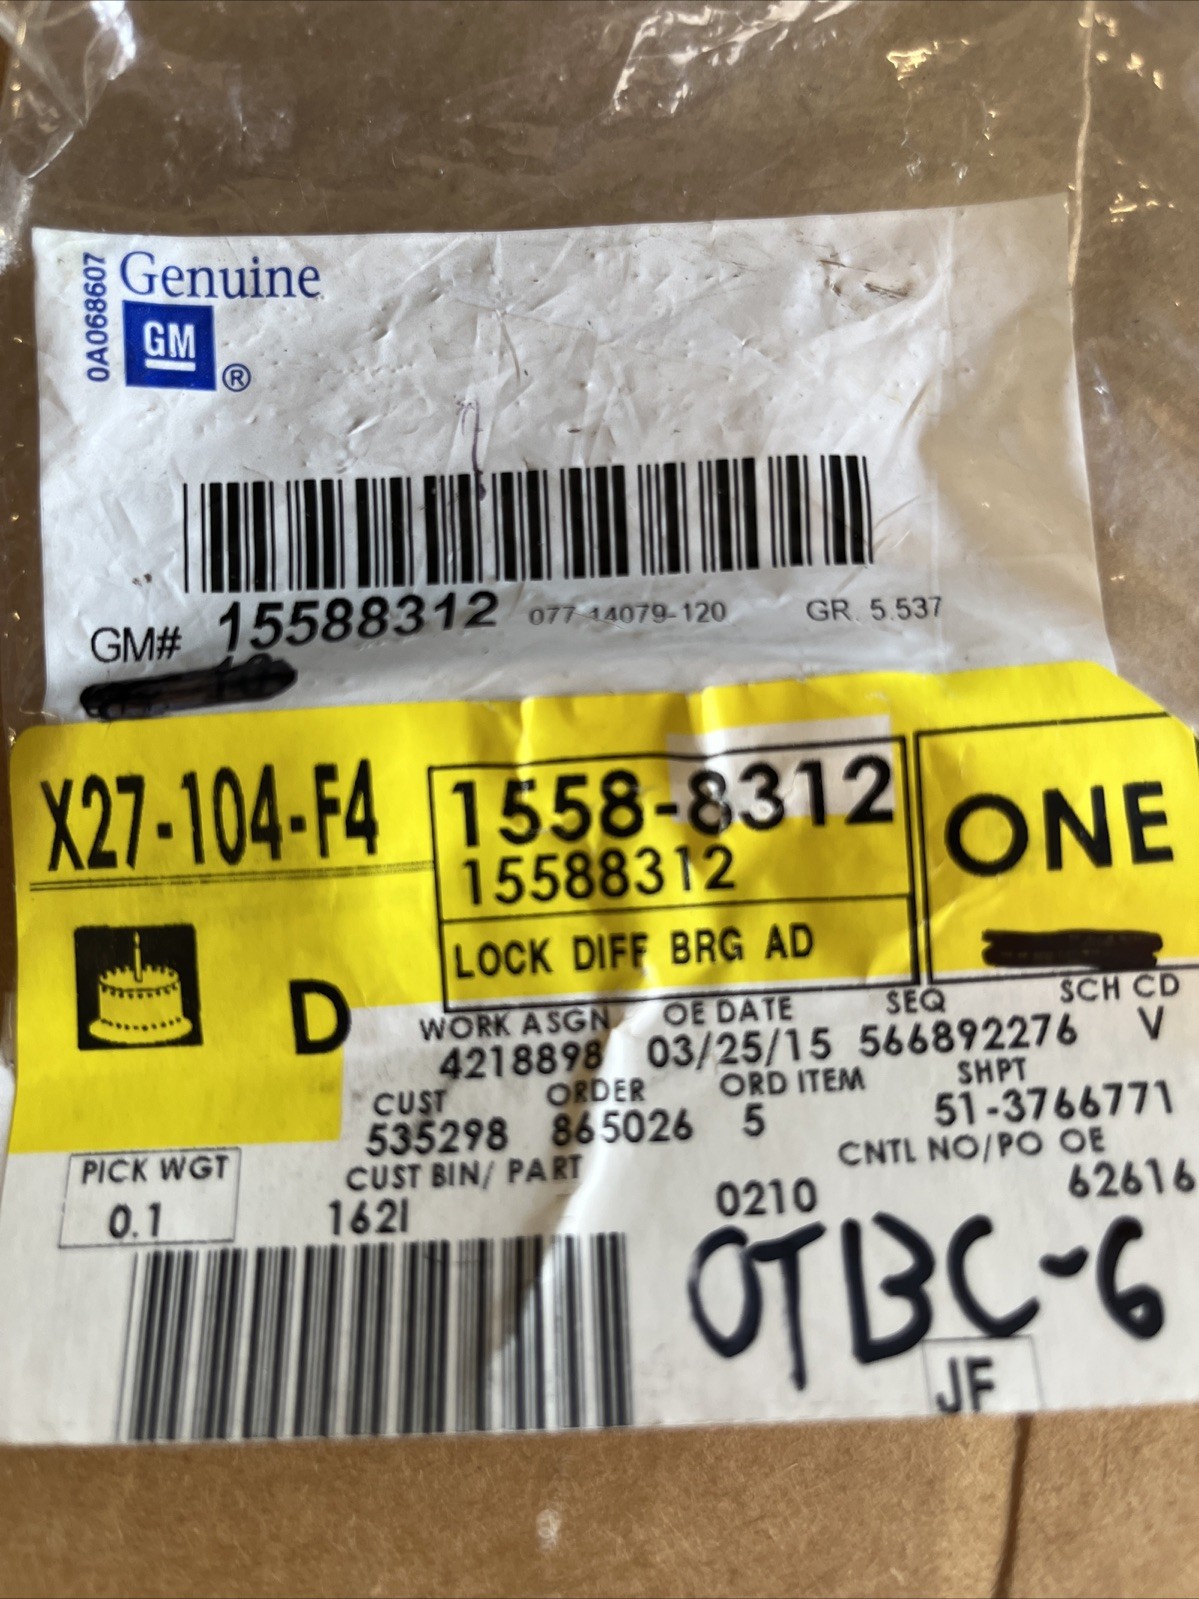 0A068607
Genuine
GM
®
GM# 15588312 077-14079-120 GR. 5.537
X27-104-F4
1558-8312
15588312
ONE
LOCK DIFF BRG AD
D
WORK ASGN OE DATE SEQ SCH CD
4218898 03/25/15 566892276 V
CUST ORDER ORD ITEM SHPT
535298 865026 5 51-3766771
PICK WGT CUST BIN/ PART CNTL NO/PO OE
0.1 162I 0210 62616
OTBC-6
JF